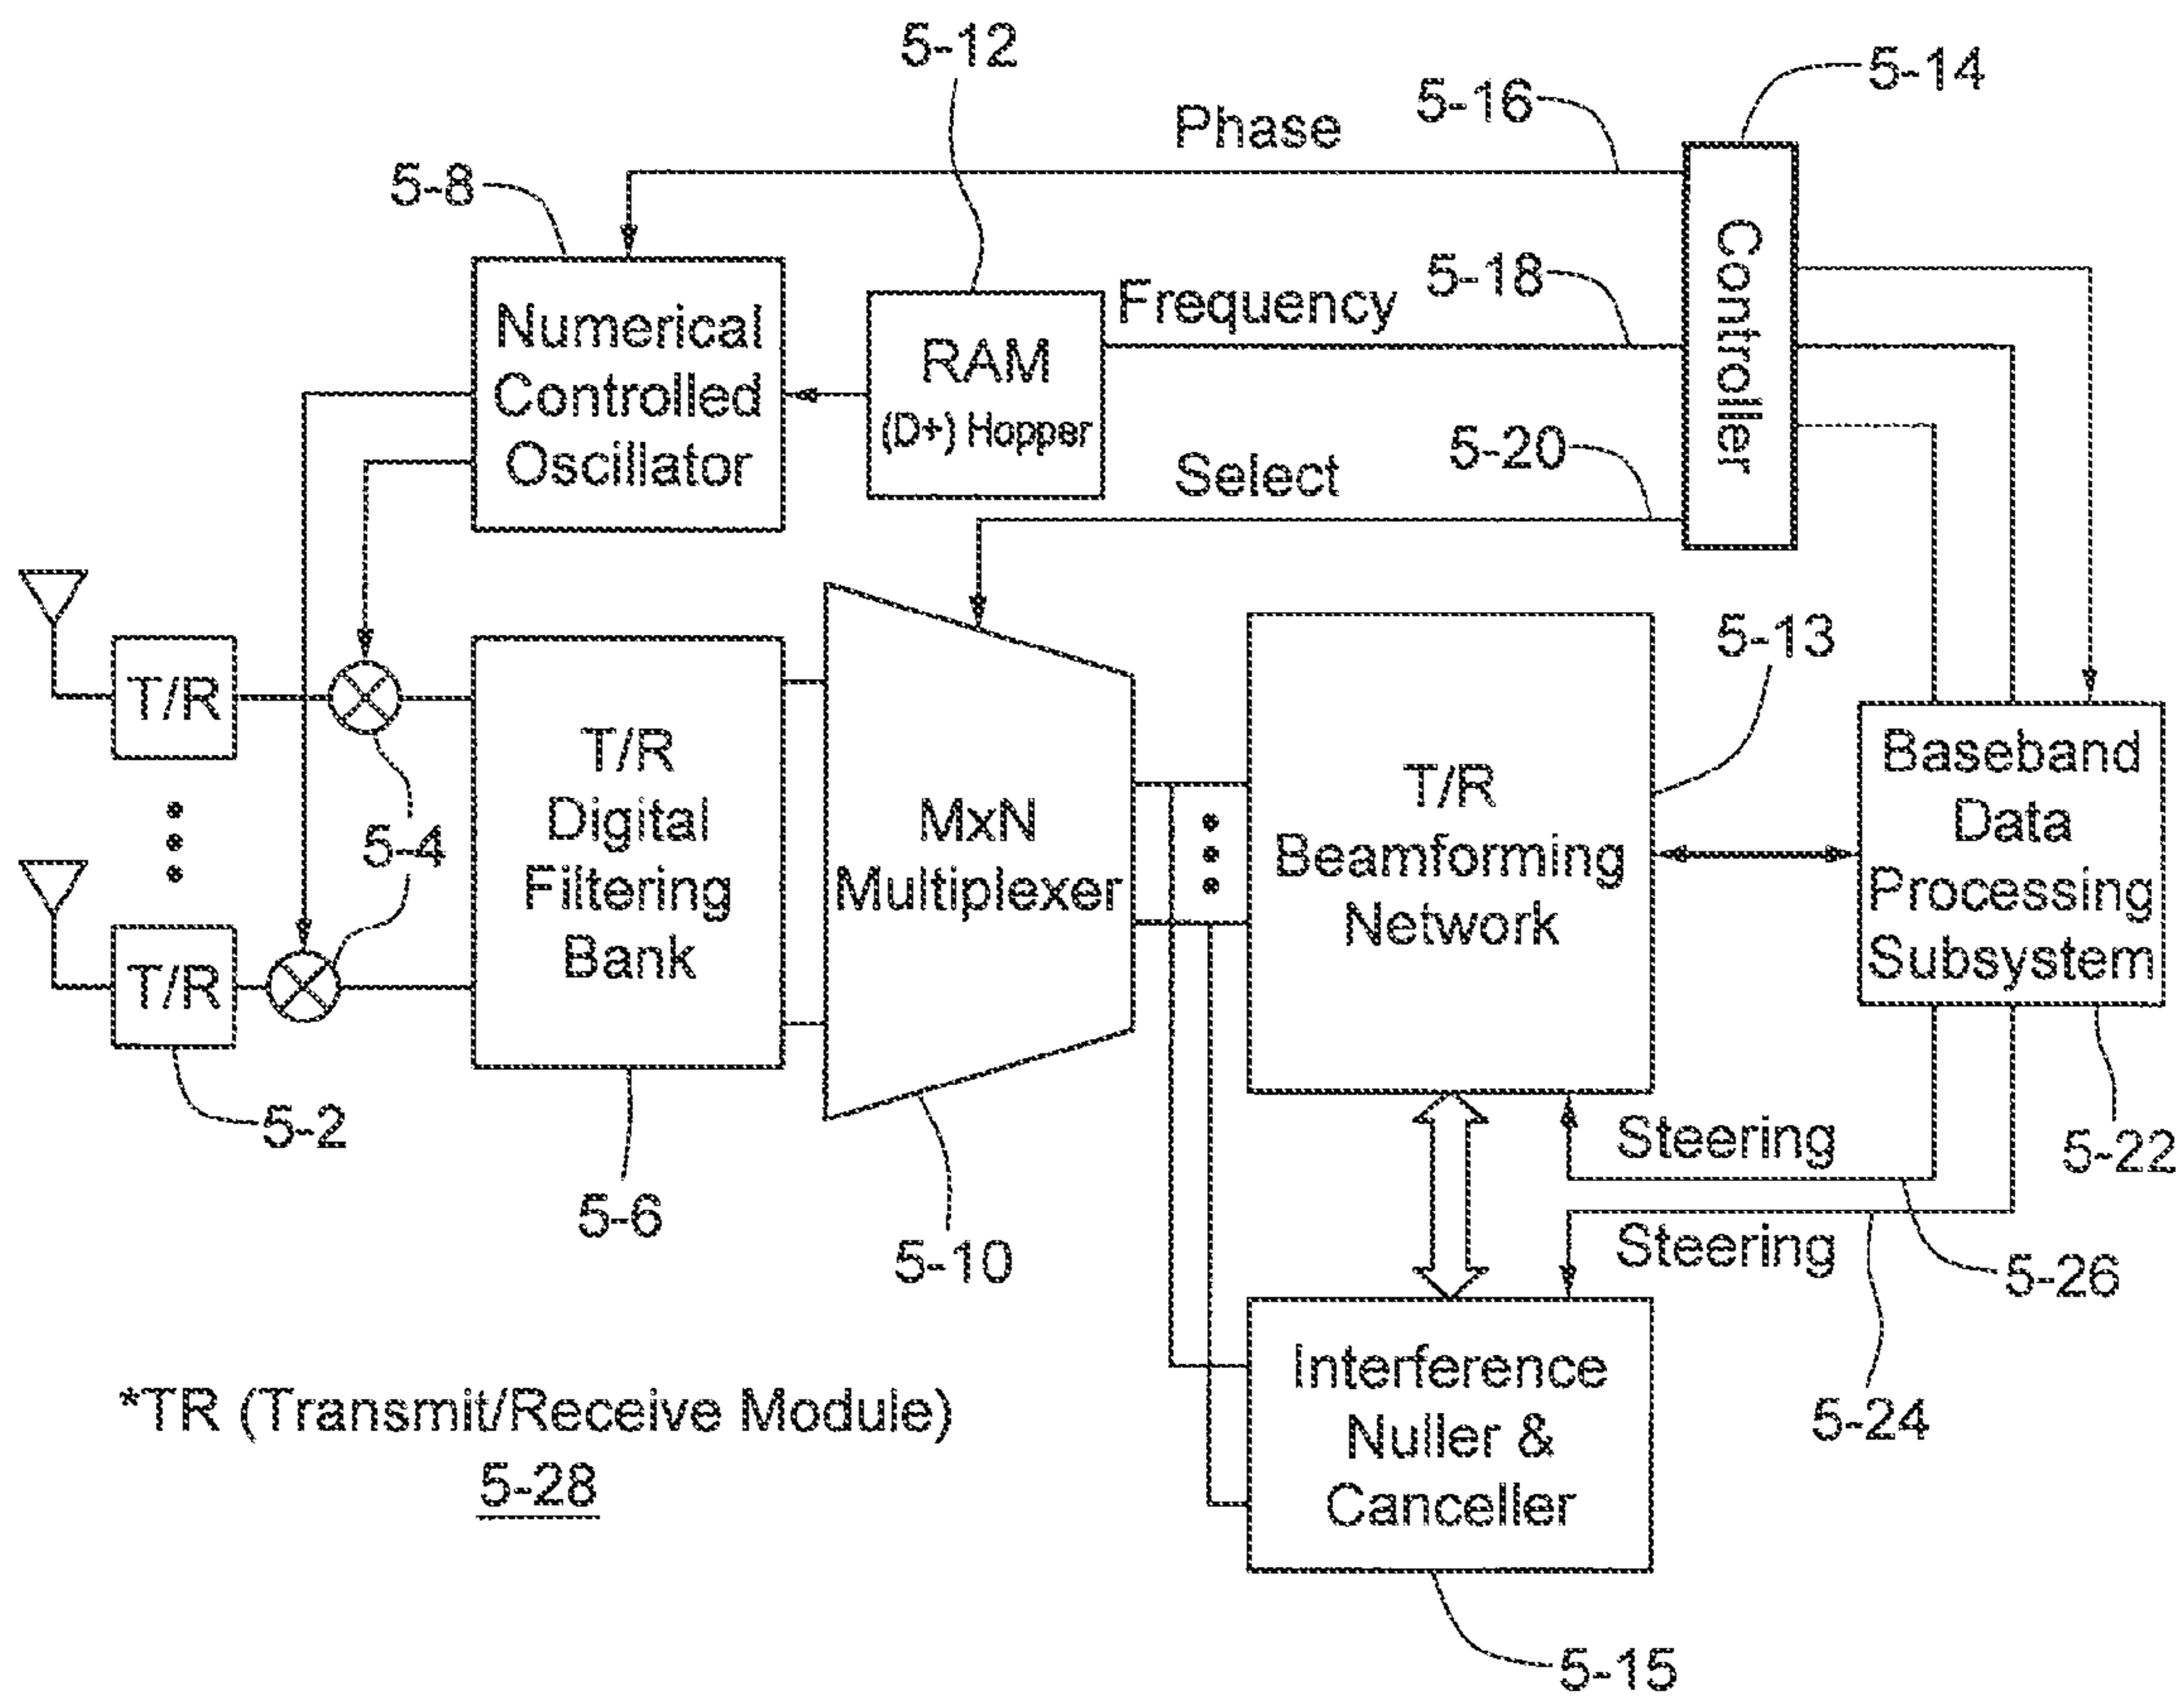 5-12
5-14
5-16
Phase
5-8
5-18
Frequency
Numerical
Controlled
Oscillator
RAM
(D+) Hopper
Controller
5-20
Select
5-13
T/R
T/R
Digital
Filtering
Bank
MxN
Multiplexer
T/R
Beamforming
Network
Baseband
Data
Processing
Subsystem
5-4
T/R
5-2
5-6
5-10
Steering
5-22
Steering
5-26
5-24
Interference
Nuller &
Canceller
*TR (Transmit/Receive Module)
5-28
5-15